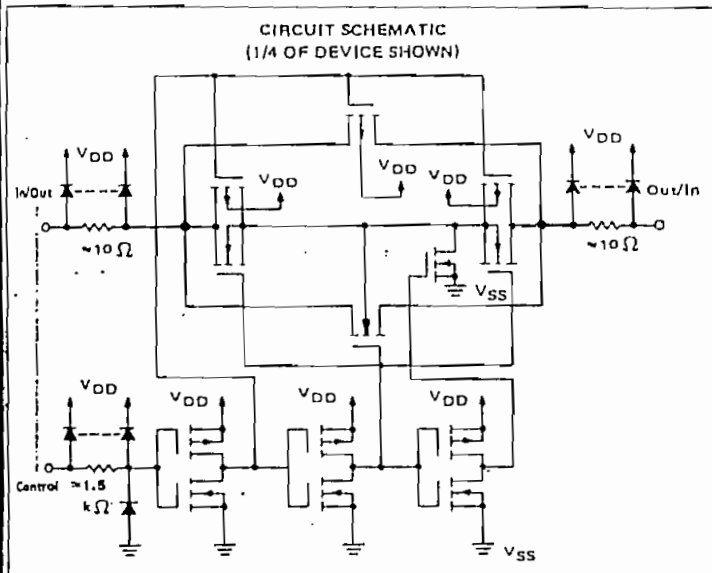 CIRCUIT SCHEMATIC
(1/4 OF DEVICE SHOWN)
VDD
VDD
In/Out
VDD
VDD
VDD
Out/In
≈10 Ω
≈10 Ω
VSS
VDD
VDD
VDD
VDD
Control
≈1.5
kΩ
VSS